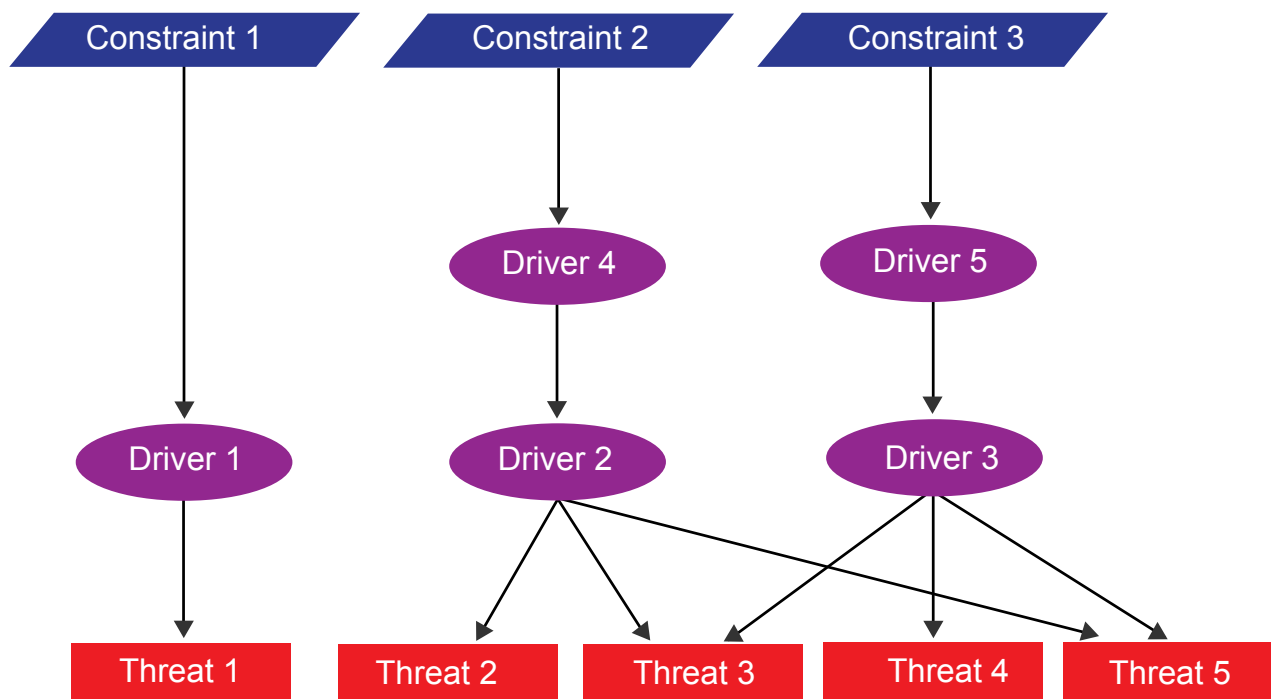 Constraint 1
Constraint 2
Constraint 3
Driver 4
Driver 5
Driver 1
Driver 2
Driver 3
Threat 1
Threat 2
Threat 3
Threat 4
Threat 5